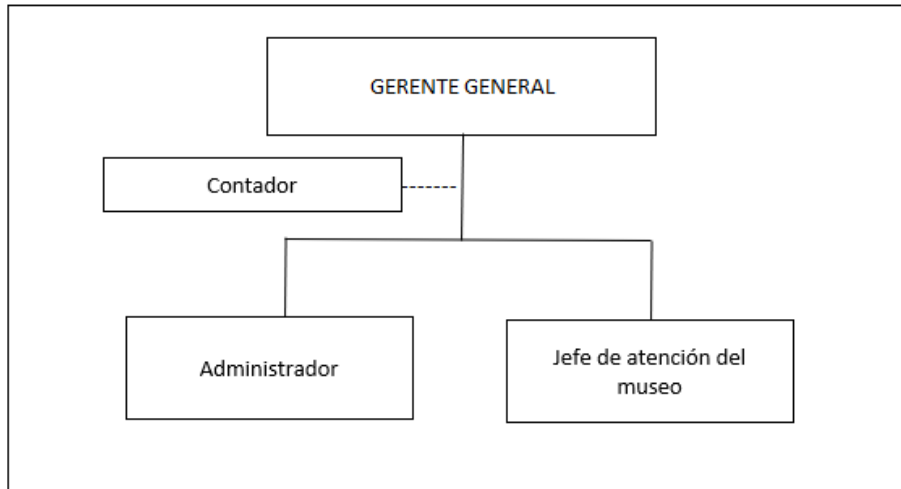 GERENTE GENERAL
Contador
Administrador
Jefe de atención del
museo